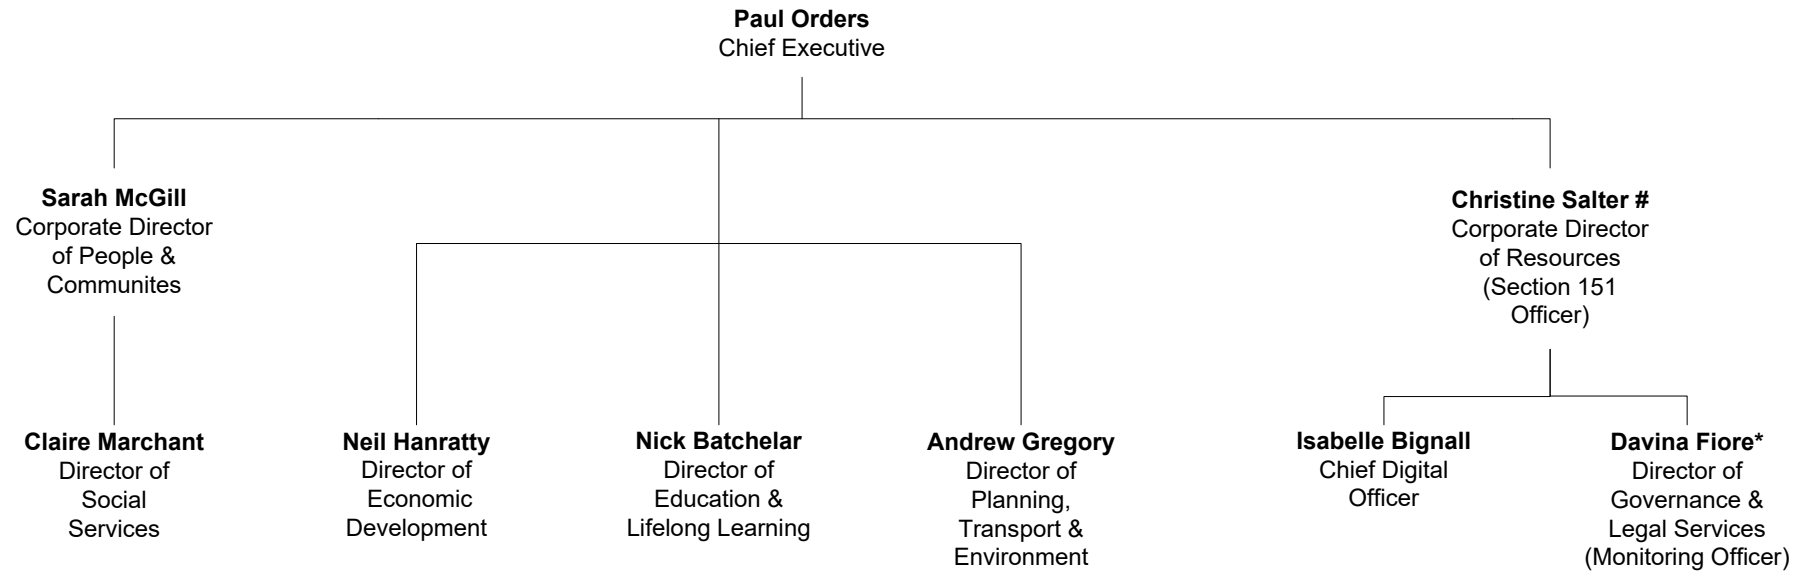 Paul Orders
Chief Executive
Sarah McGill
Corporate Director
of People &
Communites
Christine Salter #
Corporate Director
of Resources
(Section 151
Officer)
Claire Marchant
Director of
Social
Services
Neil Hanratty
Director of
Economic
Development
Nick Batchelar
Director of
Education &
Lifelong Learning
Andrew Gregory
Director of
Planning,
Transport &
Environment
Isabelle Bignall
Chief Digital
Officer
Davina Fiore*
Director of
Governance &
Legal Services
(Monitoring Officer)